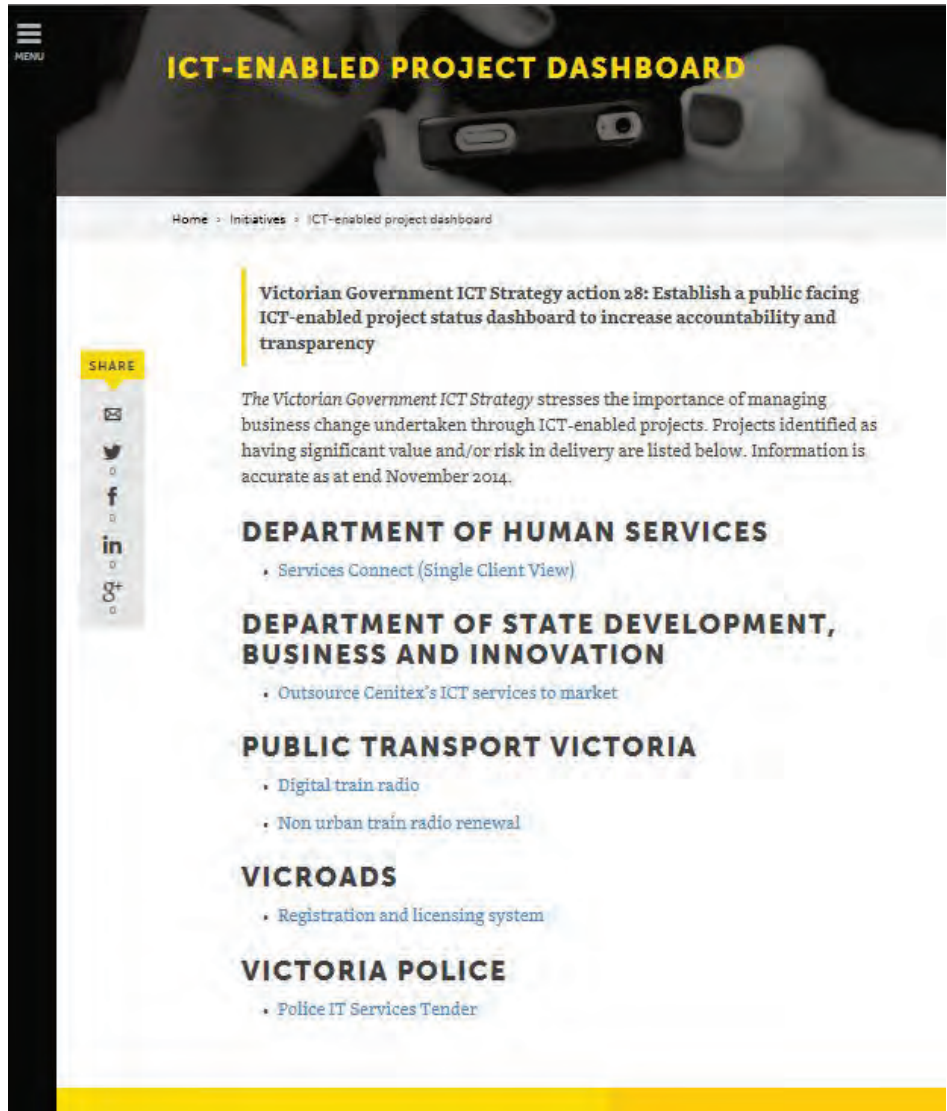 MENU
ICT-ENABLED PROJECT DASHBOARD
Home > Initiatives > ICT-enabled project dashboard
Victorian Government ICT Strategy action 28: Establish a public facing
ICT-enabled project status dashboard to increase accountability and
transparency
SHARE
0
f
0
in
0
g+
0
The Victorian Government ICT Strategy stresses the importance of managing
business change undertaken through ICT-enabled projects. Projects identified as
having significant value and/or risk in delivery are listed below. Information is
accurate as at end November 2014.
DEPARTMENT OF HUMAN SERVICES
• Services Connect (Single Client View)
DEPARTMENT OF STATE DEVELOPMENT,
BUSINESS AND INNOVATION
• Outsource Cenitex's ICT services to market
PUBLIC TRANSPORT VICTORIA
• Digital train radio
• Non urban train radio renewal
VICROADS
• Registration and licensing system
VICTORIA POLICE
• Police IT Services Tender